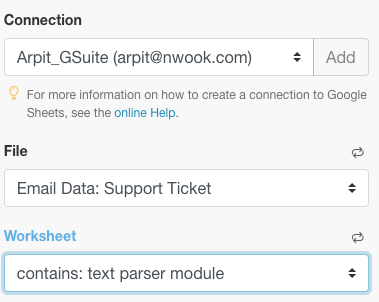 Connection
Arpit_GSuite (arpit@nwook.com)
Add
For more information on how to create a connection to Google
Sheets, see the online Help.
File
Email Data: Support Ticket
Worksheet
contains: text parser module